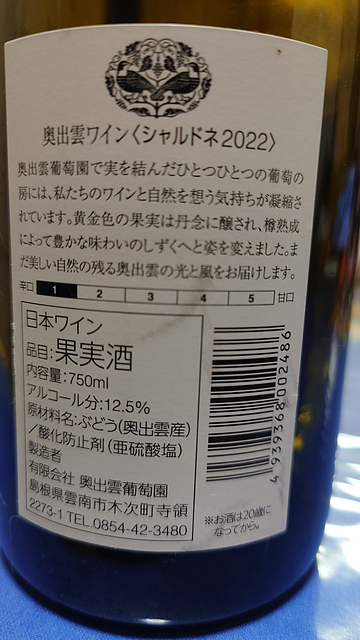 奥出雲ワイン〈シャルドネ2022〉
奥出雲葡萄園で実を結んだひとつひとつの葡萄の
房には、私たちのワインと自然を想う気持ちが凝縮さ
れています。黄金色の果実は丹念に醸され、樽熟成
によって豊かな味わいのしずくへと姿を変えました。ま
だ美しい自然の残る奥出雲の光と風をお届けします。
辛口 1 2 3 4 5 甘口
日本ワイン
品目:果実酒
内容量:750ml
アルコール分:12.5%
原材料名:ぶどう(奥出雲産)
/酸化防止剤(亜硫酸塩)
製造者
有限会社 奥出雲葡萄園
島根県雲南市木次町寺領
2273-1 TEL.0854-42-3480
4939368002486
※お酒は20歳に
なってから。